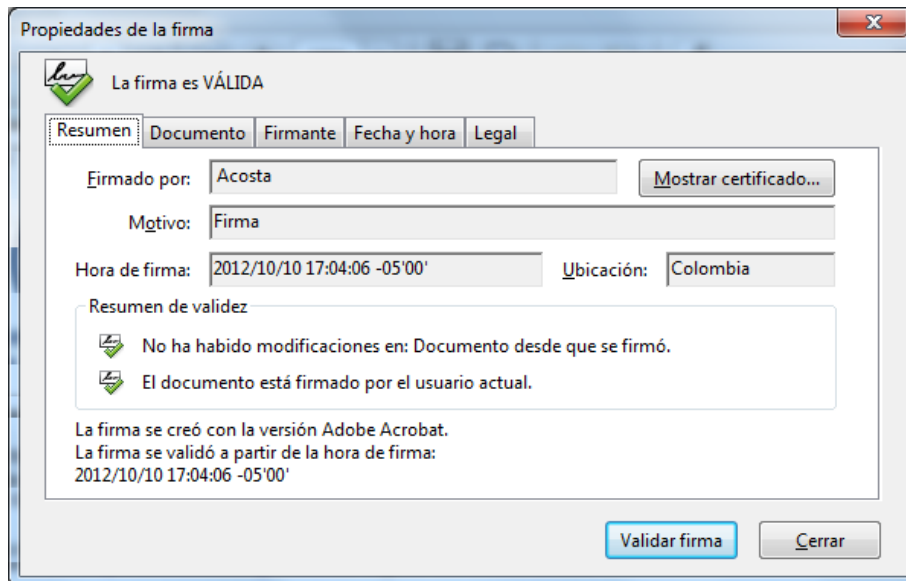 Propiedades de la firma
La firma es VÁLIDA
Resumen Documento Firmante Fecha y hora Legal
Firmado por: Acosta Mostrar certificado...
Motivo: Firma
Hora de firma: 2012/10/10 17:04:06 -05'00' Ubicación: Colombia
Resumen de validez
No ha habido modificaciones en: Documento desde que se firmó.
El documento está firmado por el usuario actual.
La firma se creó con la versión Adobe Acrobat.
La firma se validó a partir de la hora de firma:
2012/10/10 17:04:06 -05'00'
Validar firma Cerrar